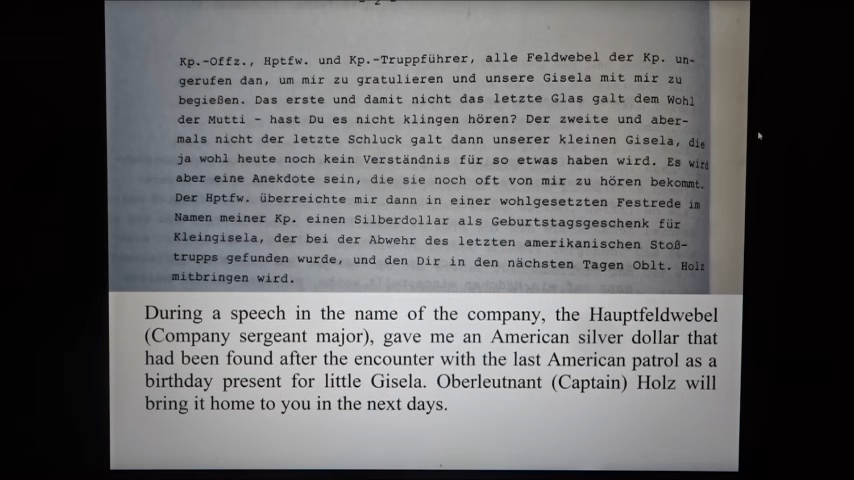 - 2 -
Kp.-Offz., Hptfw. und Kp.-Truppführer, alle Feldwebel der Kp. un-
gerufen dan, um mir zu gratulieren und unsere Gisela mit mir zu
begießen. Das erste und damit nicht das letzte Glas galt dem Wohl
der Mutti - hast Du es nicht klingen hören? Der zweite und aber-
mals nicht der letzte Schluck galt dann unserer kleinen Gisela, die
ja wohl heute noch kein Verständnis für so etwas haben wird. Es wird
aber eine Anekdote sein, die sie noch oft von mir zu hören bekommt.
Der Hptfw. überreichte mir dann in einer wohlgesetzten Festrede im
Namen meiner Kp. einen Silberdollar als Geburtstagsgeschenk für
Kleingisela, der bei der Abwehr des letzten amerikanischen Stoß-
trupps gefunden wurde, und den Dir in den nächsten Tagen Oblt. Holz
mitbringen wird.
During a speech in the name of the company, the Hauptfeldwebel
(Company sergeant major), gave me an American silver dollar that
had been found after the encounter with the last American patrol as a
birthday present for little Gisela. Oberleutnant (Captain) Holz will
bring it home to you in the next days.